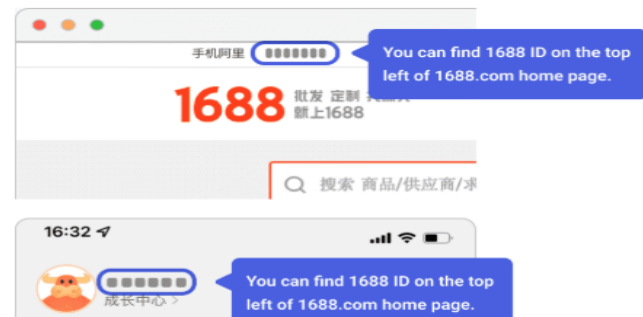 手机阿里
You can find 1688 ID on the top
left of 1688.com home page.
1688 批发 定制
就上1688
搜索 商品/供应商/求
16:32
You can find 1688 ID on the top
left of 1688.com home page.
成长中心 >